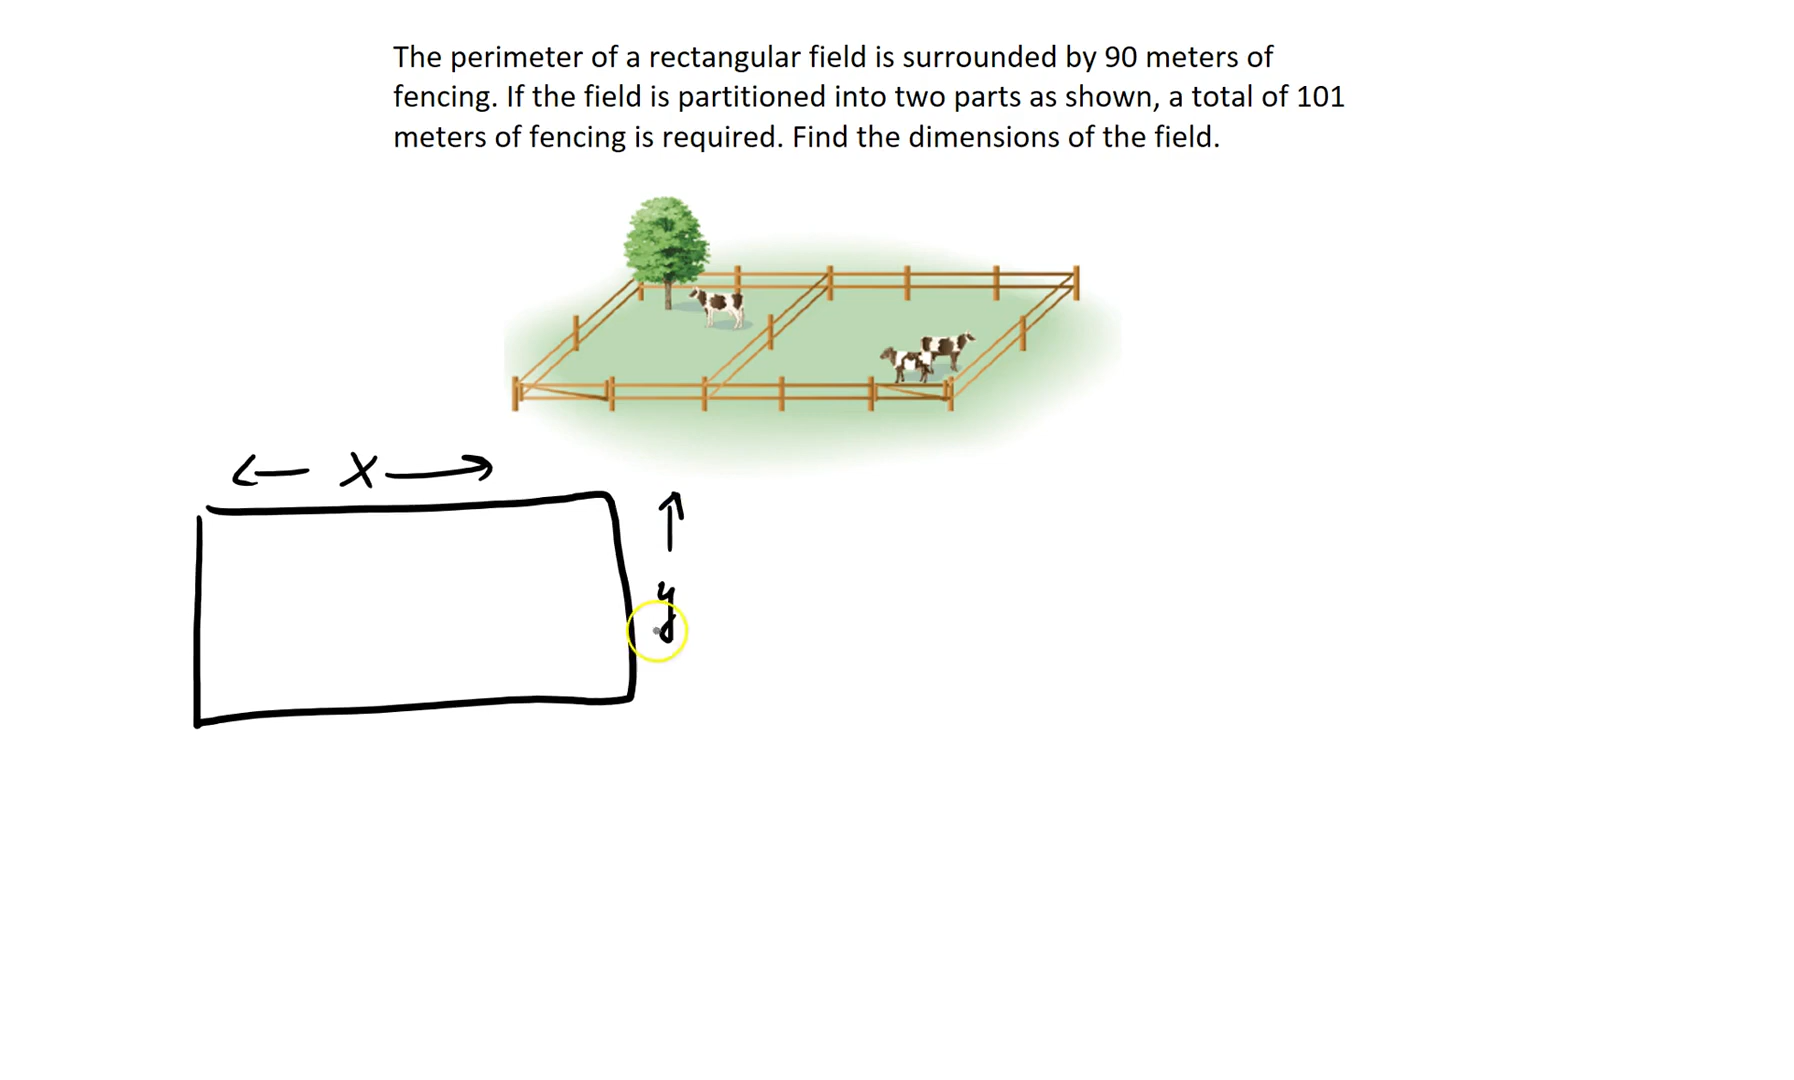 The perimeter of a rectangular field is surrounded by 90 meters of
fencing. If the field is partitioned into two parts as shown, a total of 101
meters of fencing is required. Find the dimensions of the field.
x
y